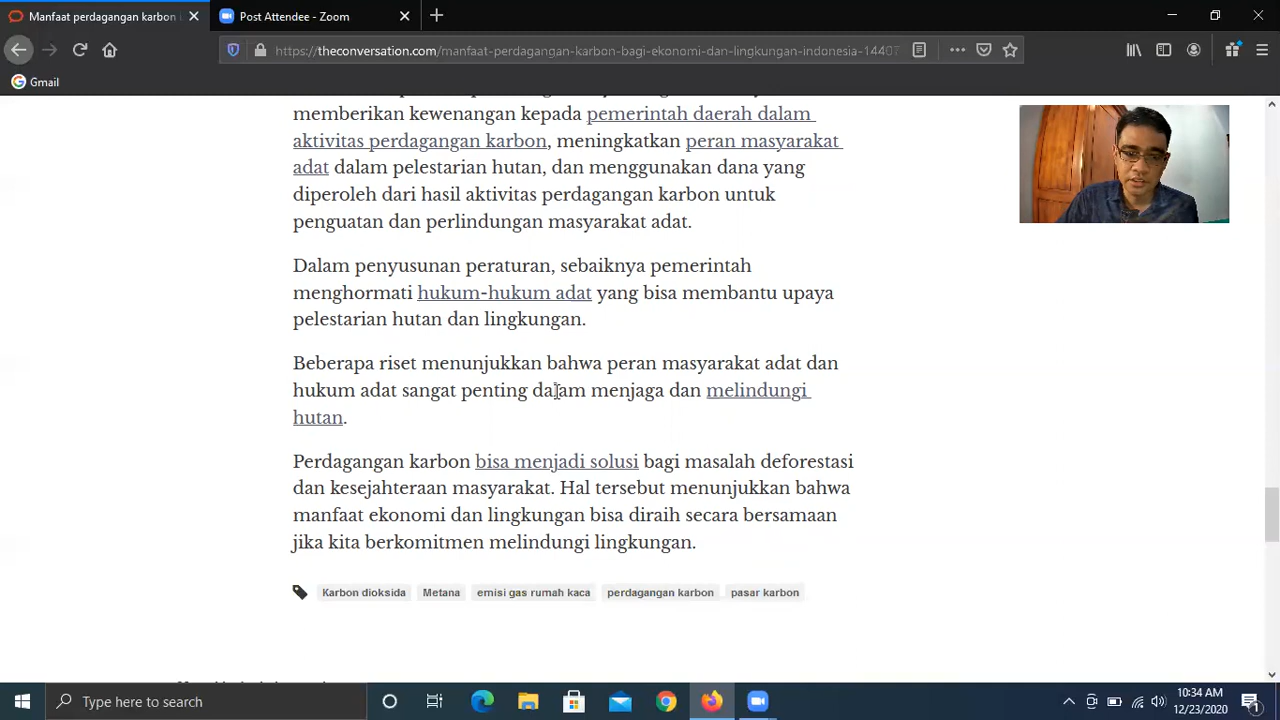 Manfaat perdagangan karbon
Post Attendee - Zoom
https://theconversation.com/manfaat-perdagangan-karbon-bagi-ekonomi-dan-lingkungan-indonesia-14407
Gmail
memberikan kewenangan kepada pemerintah daerah dalam
aktivitas perdagangan karbon, meningkatkan peran masyarakat
adat dalam pelestarian hutan, dan menggunakan dana yang
diperoleh dari hasil aktivitas perdagangan karbon untuk
penguatan dan perlindungan masyarakat adat.
Dalam penyusunan peraturan, sebaiknya pemerintah
menghormati hukum-hukum adat yang bisa membantu upaya
pelestarian hutan dan lingkungan.
Beberapa riset menunjukkan bahwa peran masyarakat adat dan
hukum adat sangat penting dalam menjaga dan melindungi
hutan.
Perdagangan karbon bisa menjadi solusi bagi masalah deforestasi
dan kesejahteraan masyarakat. Hal tersebut menunjukkan bahwa
manfaat ekonomi dan lingkungan bisa diraih secara bersamaan
jika kita berkomitmen melindungi lingkungan.
Karbon dioksida Metana emisi gas rumah kaca perdagangan karbon pasar karbon
Type here to search
10:34 AM
12/23/2020